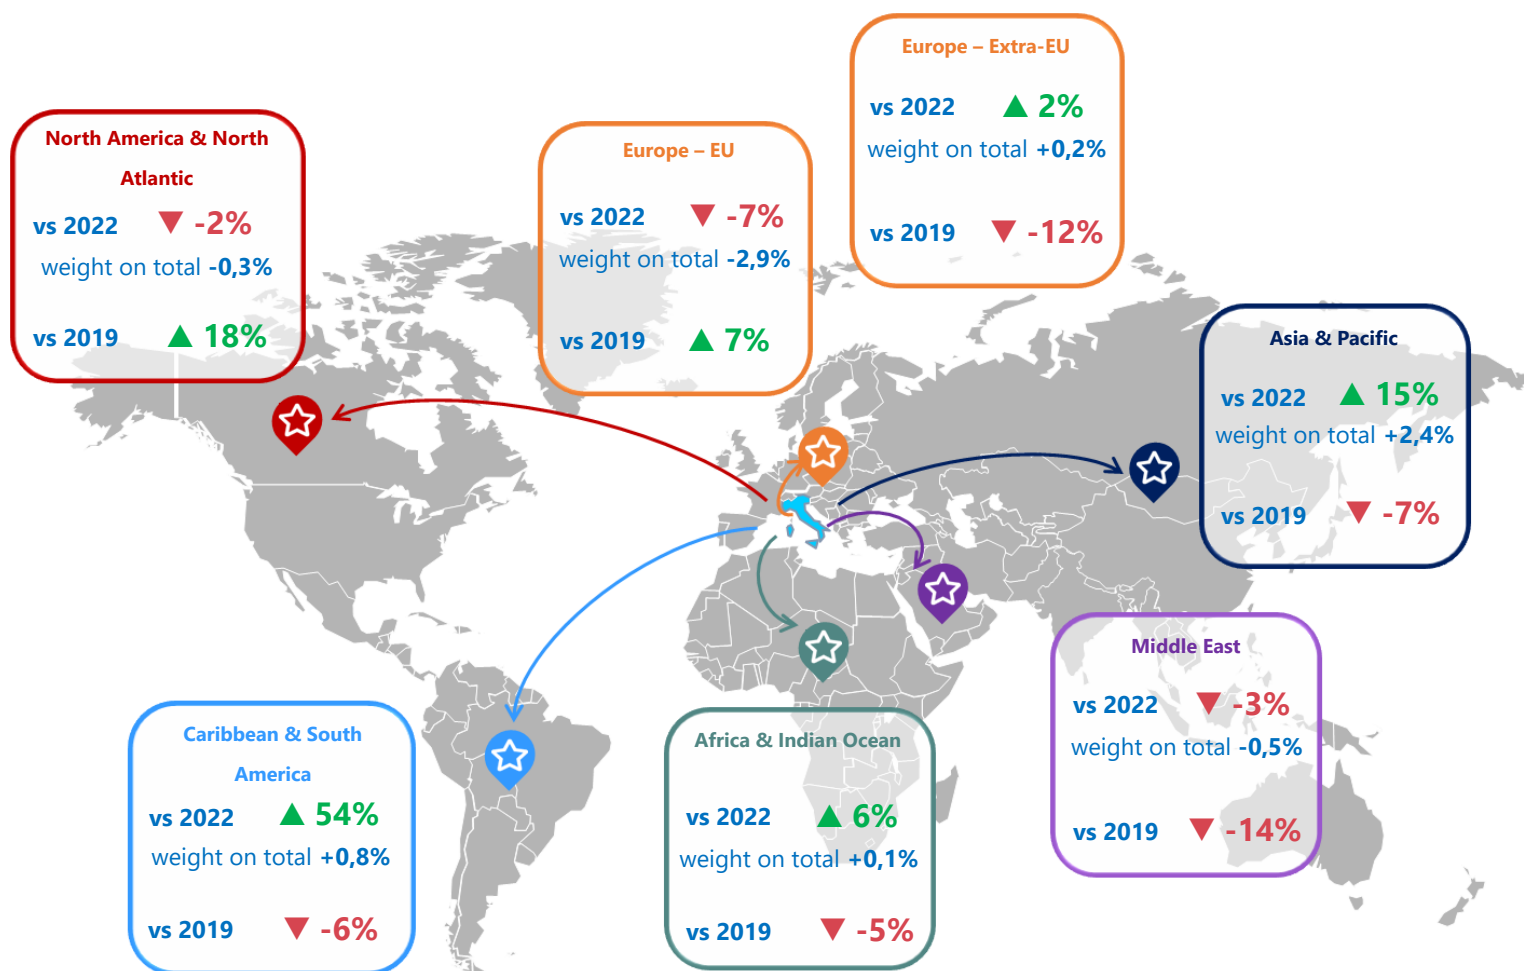 Europe – Extra-EU
vs 2022 ▲ 2%
weight on total +0,2%
vs 2019 ▼ -12%
North America & North
Atlantic
vs 2022 ▼ -2%
weight on total -0,3%
vs 2019 ▲ 18%
Europe – EU
vs 2022 ▼ -7%
weight on total -2,9%
vs 2019 ▲ 7%
Asia & Pacific
vs 2022 ▲ 15%
weight on total +2,4%
vs 2019 ▼ -7%
Middle East
vs 2022 ▼ -3%
weight on total -0,5%
vs 2019 ▼ -14%
Caribbean & South
America
vs 2022 ▲ 54%
weight on total +0,8%
vs 2019 ▼ -6%
Africa & Indian Ocean
vs 2022 ▲ 6%
weight on total +0,1%
vs 2019 ▼ -5%